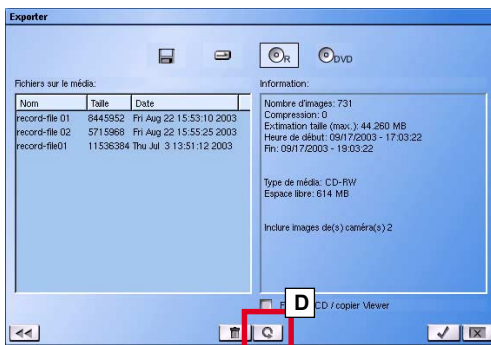 Exporter
R
DVD
Fichiers sur le média:
Nom Taille Date
record-file 01 8445952 Fri Aug 22 15:53:10 2003
record-file 02 5715968 Fri Aug 22 15:55:25 2003
record-file01 11536384 Thu Jul 3 13:51:12 2003
Information:
Nombre d'images: 731
Compression: 0
Extimation taille (max.): 44.260 MB
Heure de début: 09/17/2003 - 17:03:22
Fin: 09/17/2003 - 19:03:22
Type de média: CD-RW
Espace libre: 614 MB
Inclure images de(s) caméra(s) 2
D
CD / copier Viewer